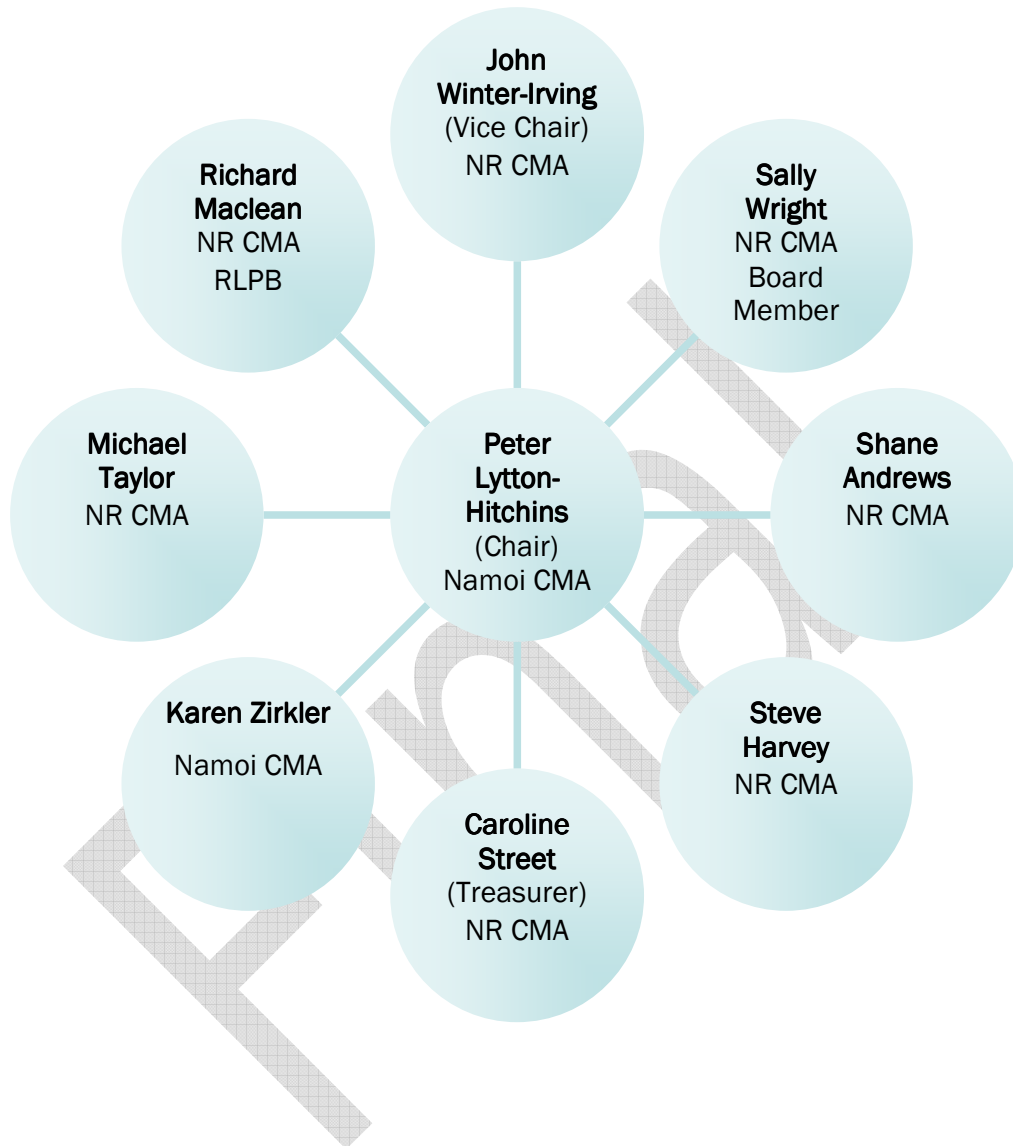 John
Winter-Irving
(Vice Chair)
NR CMA
Richard
Maclean
NR CMA
RLPB
Sally
Wright
NR CMA
Board
Member
Michael
Taylor
NR CMA
Peter
Lytton-
Hitchins
(Chair)
Namoi CMA
Shane
Andrews
NR CMA
Karen Zirkler
Namoi CMA
Steve
Harvey
NR CMA
Caroline
Street
(Treasurer)
NR CMA
Final